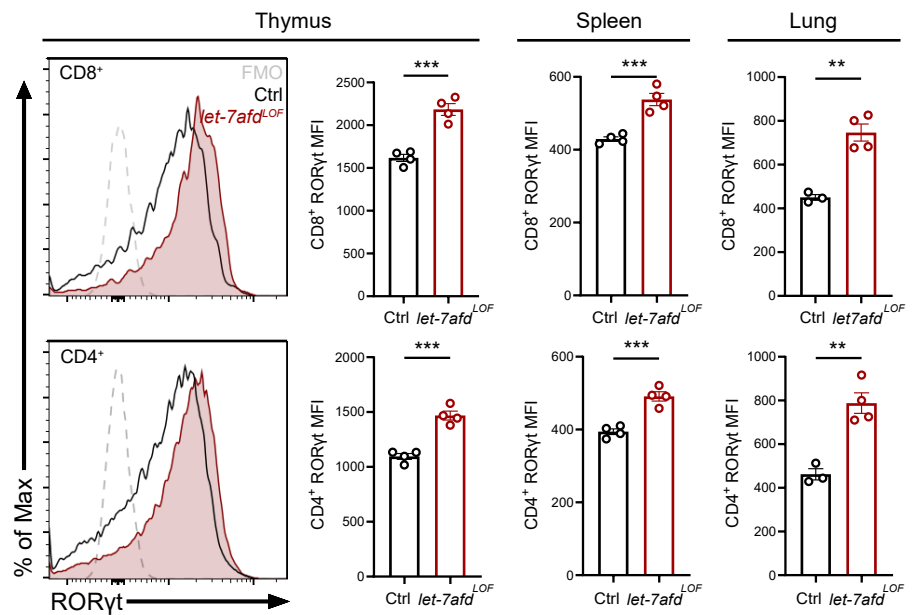 Thymus
Spleen
Lung
% of Max
CD8⁺
FMO
Ctrl
let-7afd^LOF
CD8⁺ RORγt MFI
2500
2000
1500
1000
500
0
***
Ctrl let-7afd^LOF
CD8⁺ RORγt MFI
600
400
200
0
***
Ctrl let-7afd^LOF
CD8⁺ RORγt MFI
1000
800
600
400
200
0
**
Ctrl let7afd^LOF
CD4⁺
RORγt
CD4⁺ RORγt MFI
1000
1500
1000
500
0
***
Ctrl let-7afd^LOF
CD4⁺ RORγt MFI
600
400
200
0
***
Ctrl let-7afd^LOF
CD4⁺ RORγt MFI
1000
800
600
400
200
0
**
Ctrl let-7afd^LOF